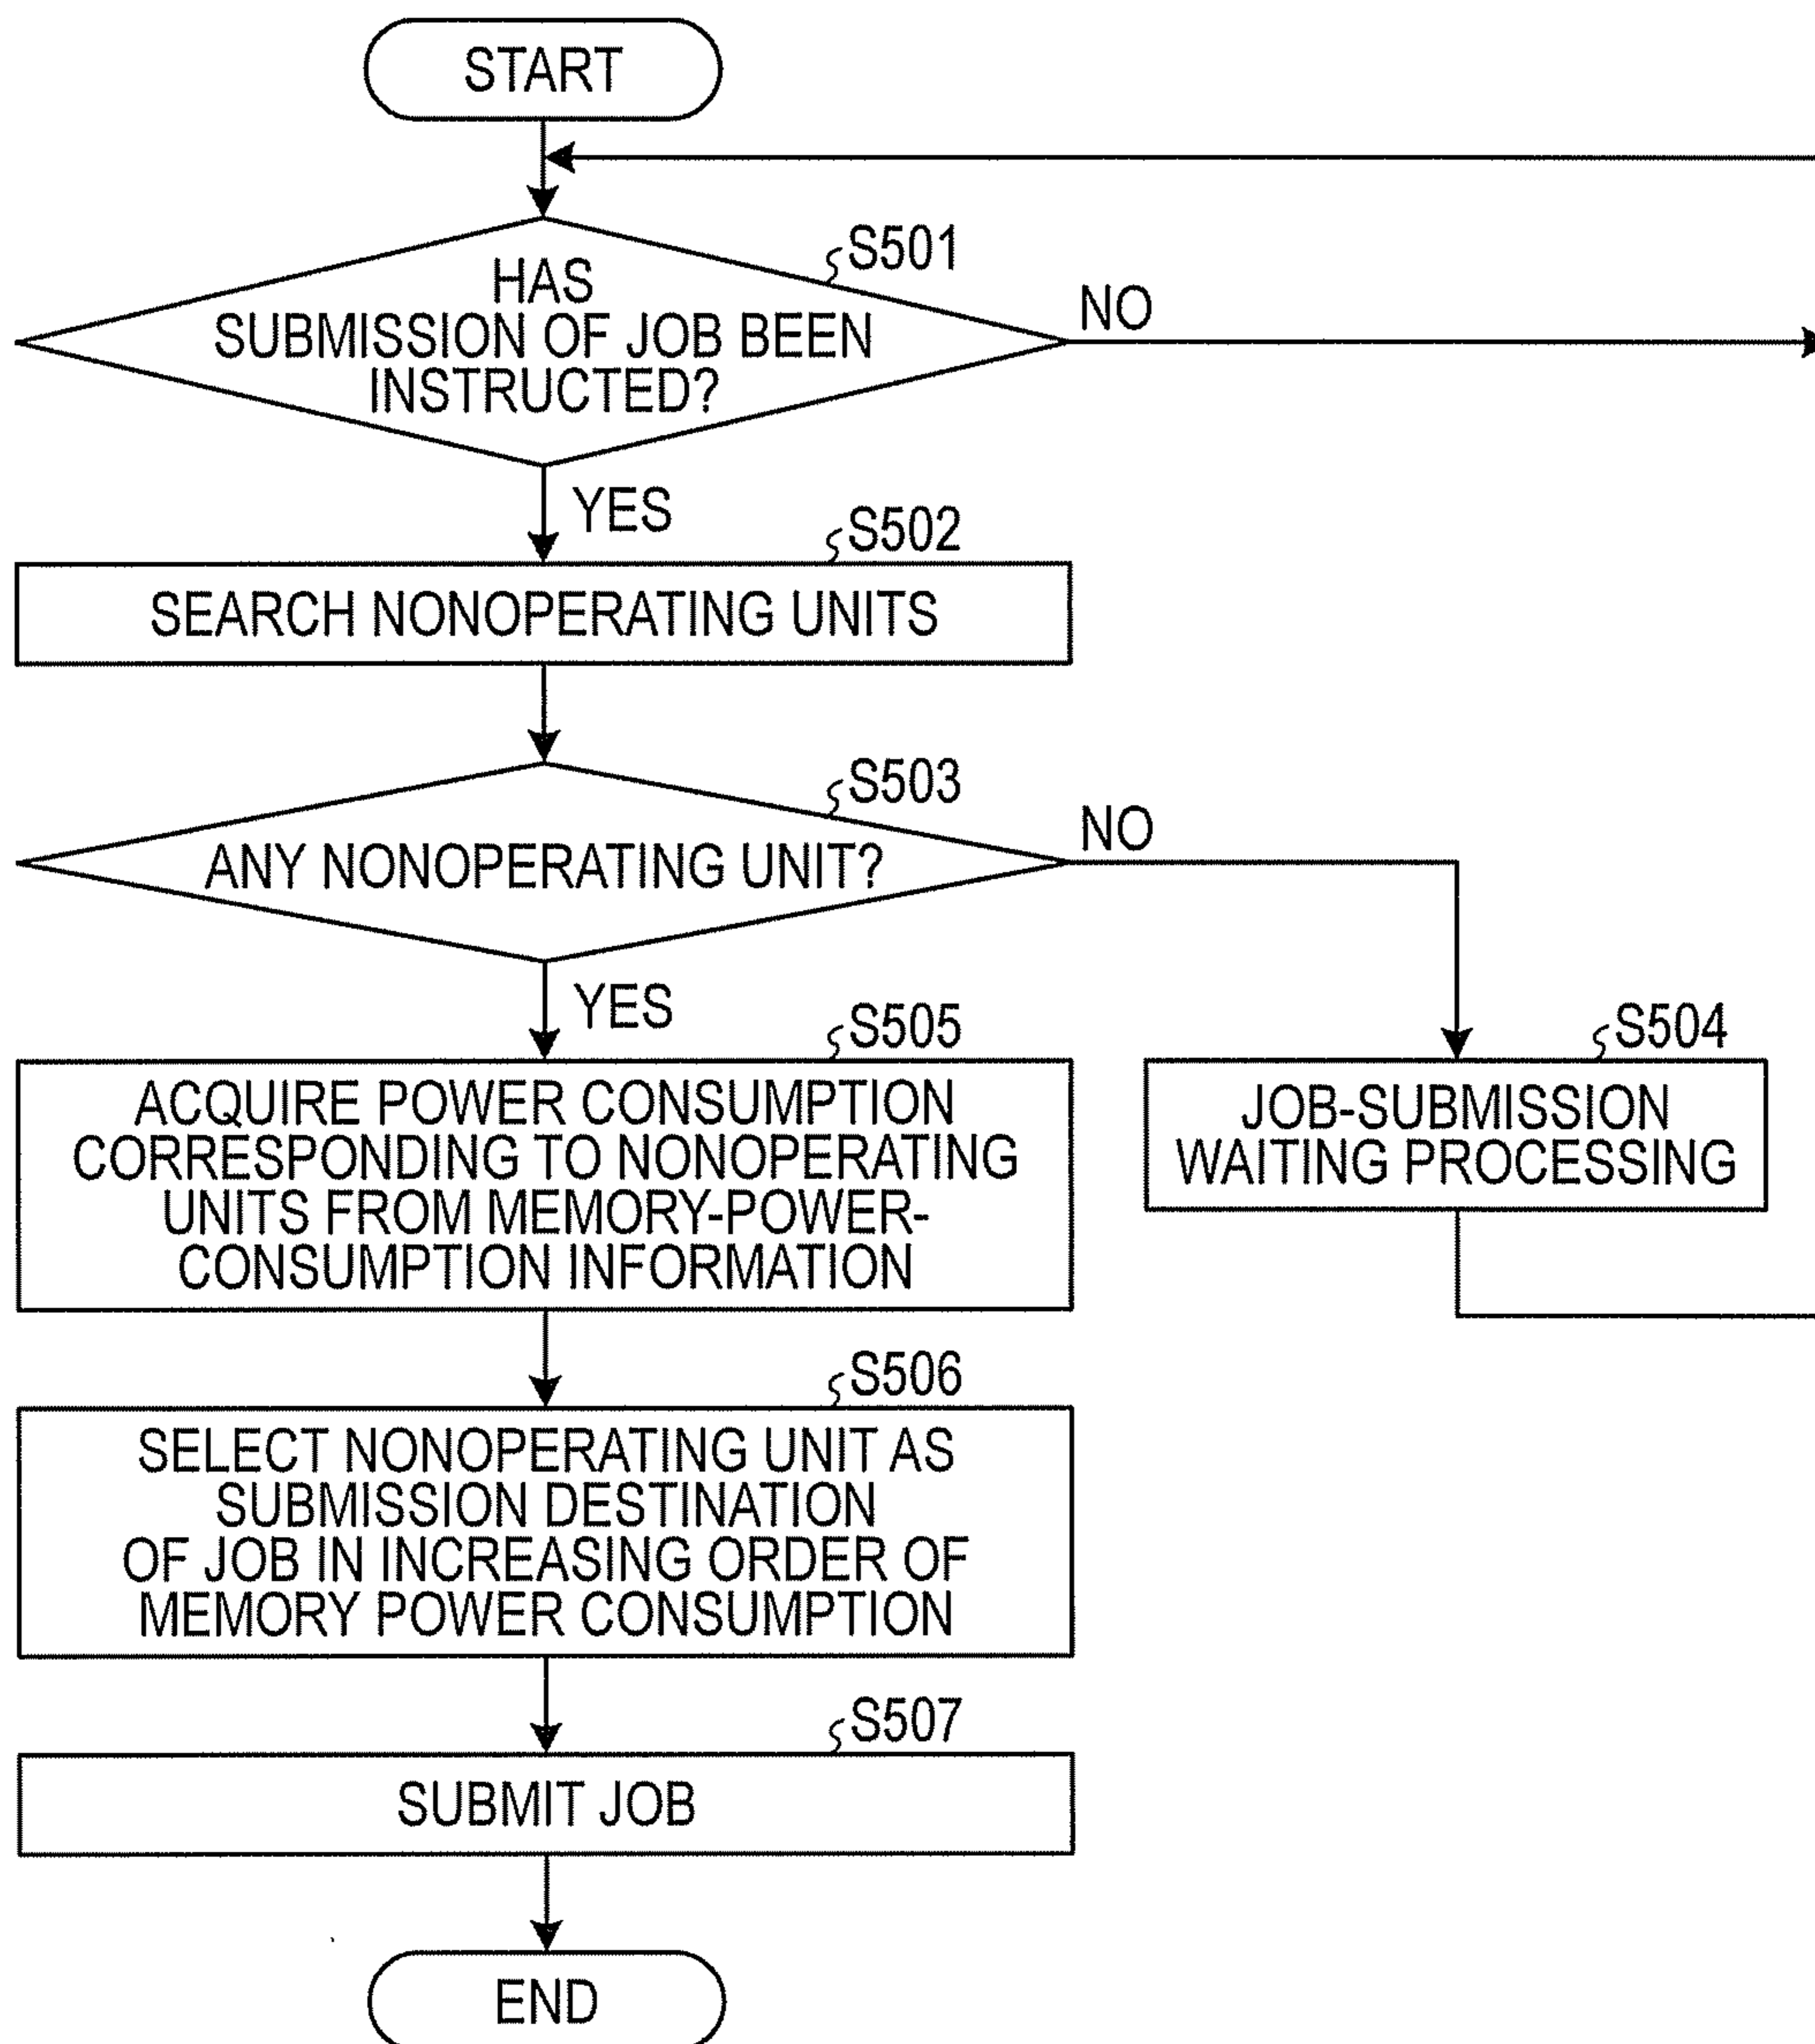 START
S501
HAS
SUBMISSION OF JOB BEEN
INSTRUCTED?
NO
YES
S502
SEARCH NONOPERATING UNITS
S503
ANY NONOPERATING UNIT?
NO
YES
S505
ACQUIRE POWER CONSUMPTION
CORRESPONDING TO NONOPERATING
UNITS FROM MEMORY-POWER-
CONSUMPTION INFORMATION
S504
JOB-SUBMISSION
WAITING PROCESSING
S506
SELECT NONOPERATING UNIT AS
SUBMISSION DESTINATION
OF JOB IN INCREASING ORDER OF
MEMORY POWER CONSUMPTION
S507
SUBMIT JOB
END